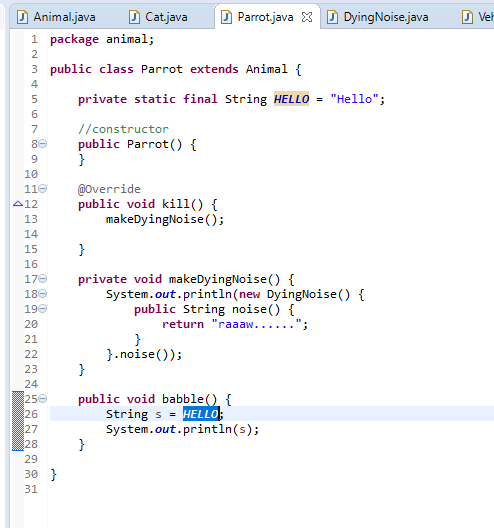 Animal.java Cat.java Parrot.java DyingNoise.java Veh
1 package animal;
2
3 public class Parrot extends Animal {
4
5 private static final String HELLO = "Hello";
6
7 //constructor
8 public Parrot() {
9 }
10
11 @Override
12 public void kill() {
13 makeDyingNoise();
14
15 }
16
17 private void makeDyingNoise() {
18 System.out.println(new DyingNoise() {
19 public String noise() {
20 return "raaaw......";
21 }
22 }.noise());
23 }
24
25 public void babble() {
26 String s = HELLO;
27 System.out.println(s);
28 }
29
30 }
31